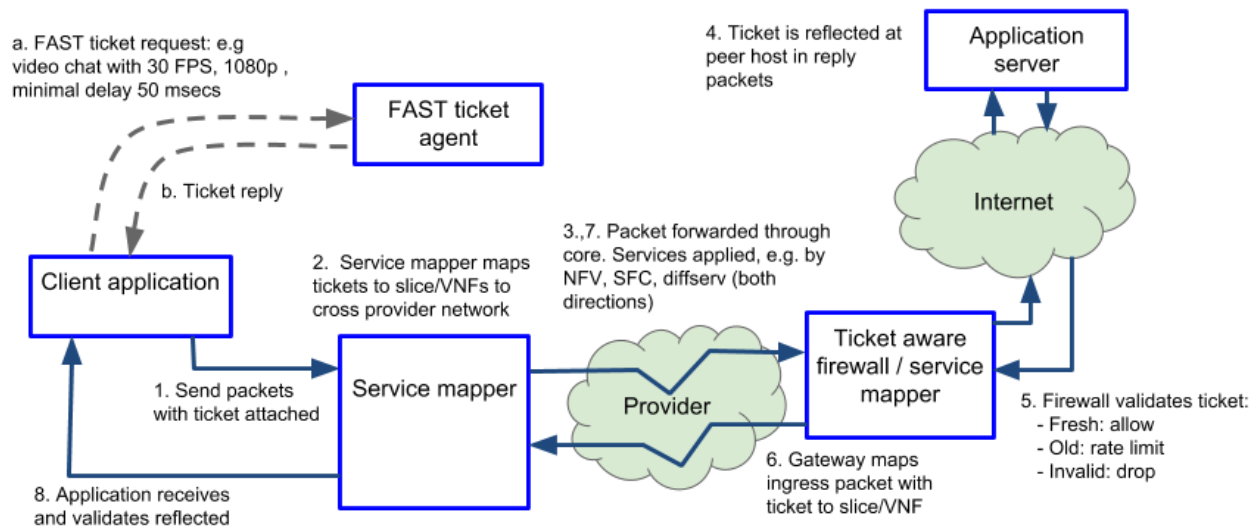 a. FAST ticket request: e.g
video chat with 30 FPS, 1080p ,
minimal delay 50 msecs
FAST ticket
agent
b. Ticket reply
4. Ticket is reflected at
peer host in reply
packets
Application
server
Internet
Client application
2.  Service mapper maps
tickets to slice/VNFs to
cross provider network
3.,7. Packet forwarded through
core. Services applied, e.g. by
NFV, SFC, diffserv (both
directions)
1. Send packets
with ticket attached
Service mapper
Provider
Ticket aware
firewall / service
mapper
5. Firewall validates ticket:
- Fresh: allow
- Old: rate limit
- Invalid: drop
6. Gateway maps
ingress packet with
ticket to slice/VNF
8. Application receives
and validates reflected